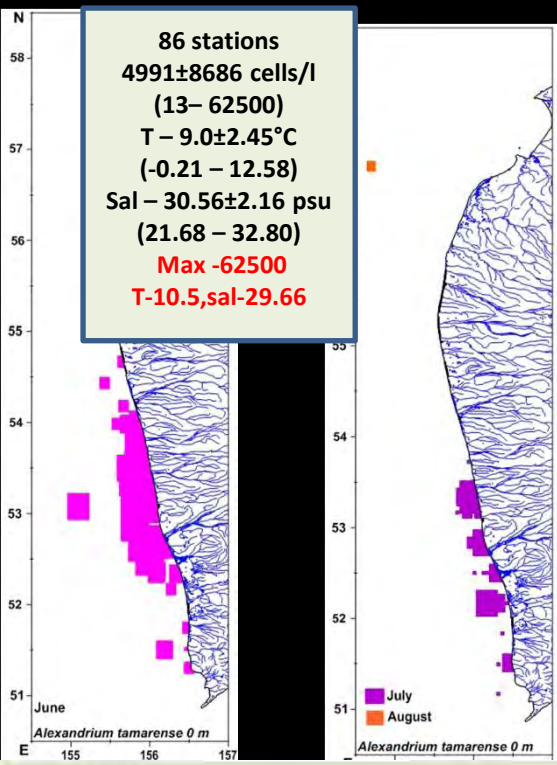 N
58
57
56
55
54
53
52
51
June
Alexandrium tamarense 0 m
E
155
156
157
86 stations
4991±8686 cells/l
(13– 62500)
T – 9.0±2.45°C
(-0.21 – 12.58)
Sal – 30.56±2.16 psu
(21.68 – 32.80)
Max -62500
T-10.5,sal-29.66
58
57
56
55
54
53
52
51
July
August
Alexandrium tamarense 0 m